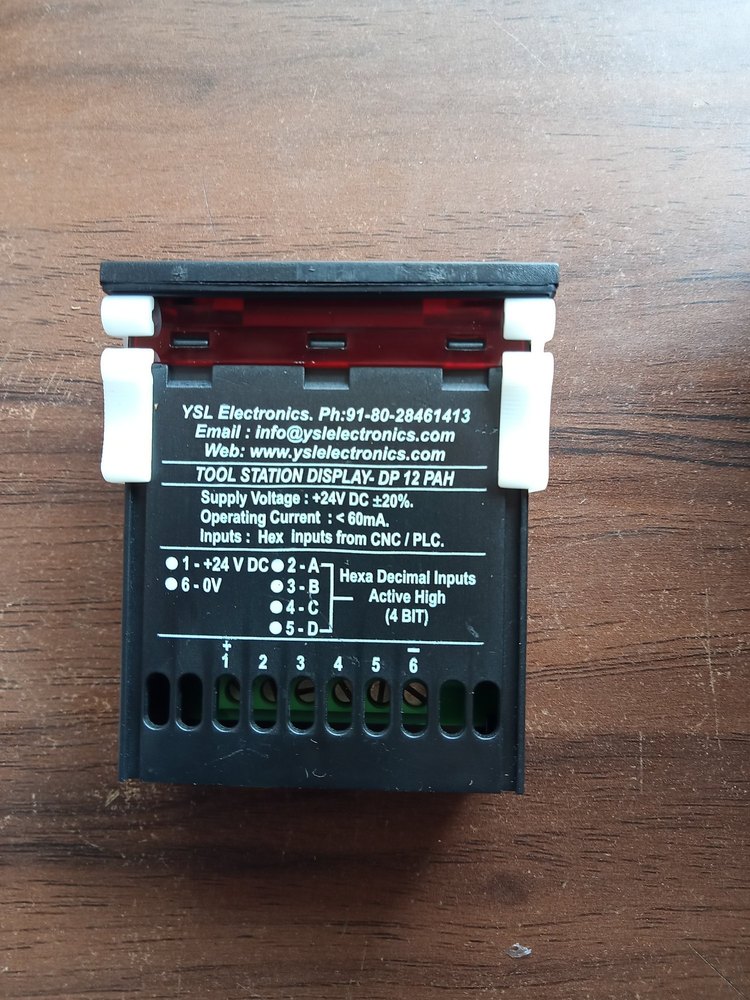 YSL Electronics. Ph:91-80-28461413
Email : info@yslelectronics.com
Web: www.yslelectronics.com
TOOL STATION DISPLAY- DP 12 PAH
Supply Voltage : +24V DC ±20%.
Operating Current : < 60mA.
Inputs : Hex Inputs from CNC / PLC.
1 - +24 V DC 2 - A
6 - 0V 3 - B
4 - C
5 - D
Hexa Decimal Inputs
Active High
(4 BIT)
+ −
1 2 3 4 5 6